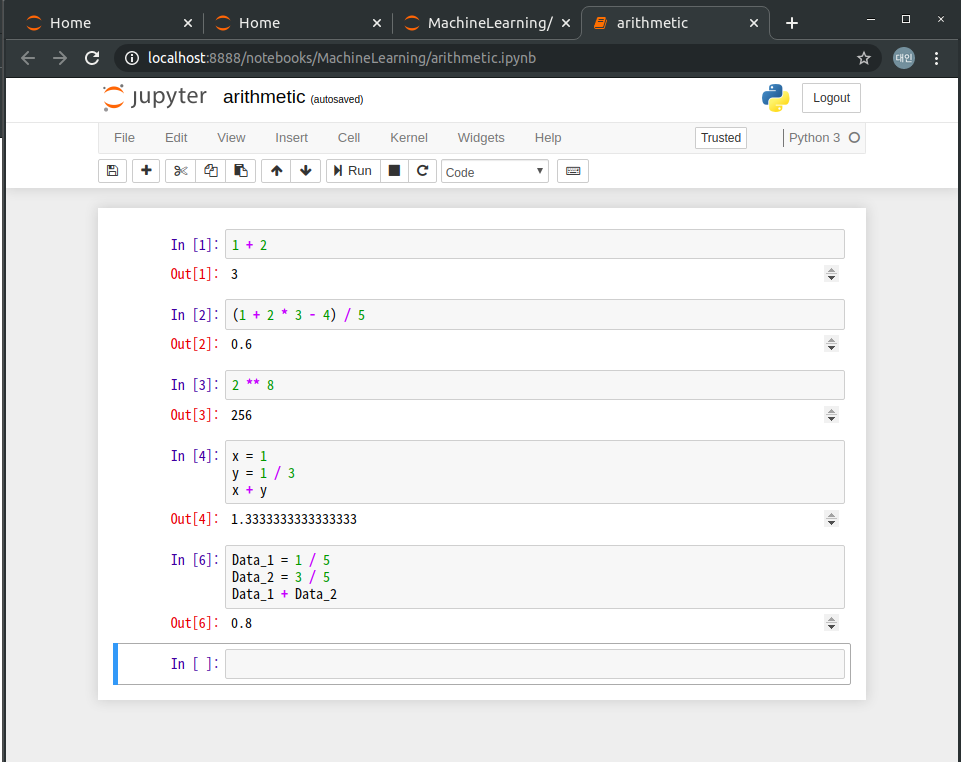 Home Home MachineLearning/ arithmetic
localhost:8888/notebooks/MachineLearning/arithmetic.ipynb 대인
jupyter arithmetic (autosaved) Logout
File Edit View Insert Cell Kernel Widgets Help Trusted Python 3
Run Code
In [1]: 1 + 2
Out[1]: 3
In [2]: (1 + 2 * 3 - 4) / 5
Out[2]: 0.6
In [3]: 2 ** 8
Out[3]: 256
In [4]: x = 1
y = 1 / 3
x + y
Out[4]: 1.3333333333333333
In [6]: Data_1 = 1 / 5
Data_2 = 3 / 5
Data_1 + Data_2
Out[6]: 0.8
In [ ]: